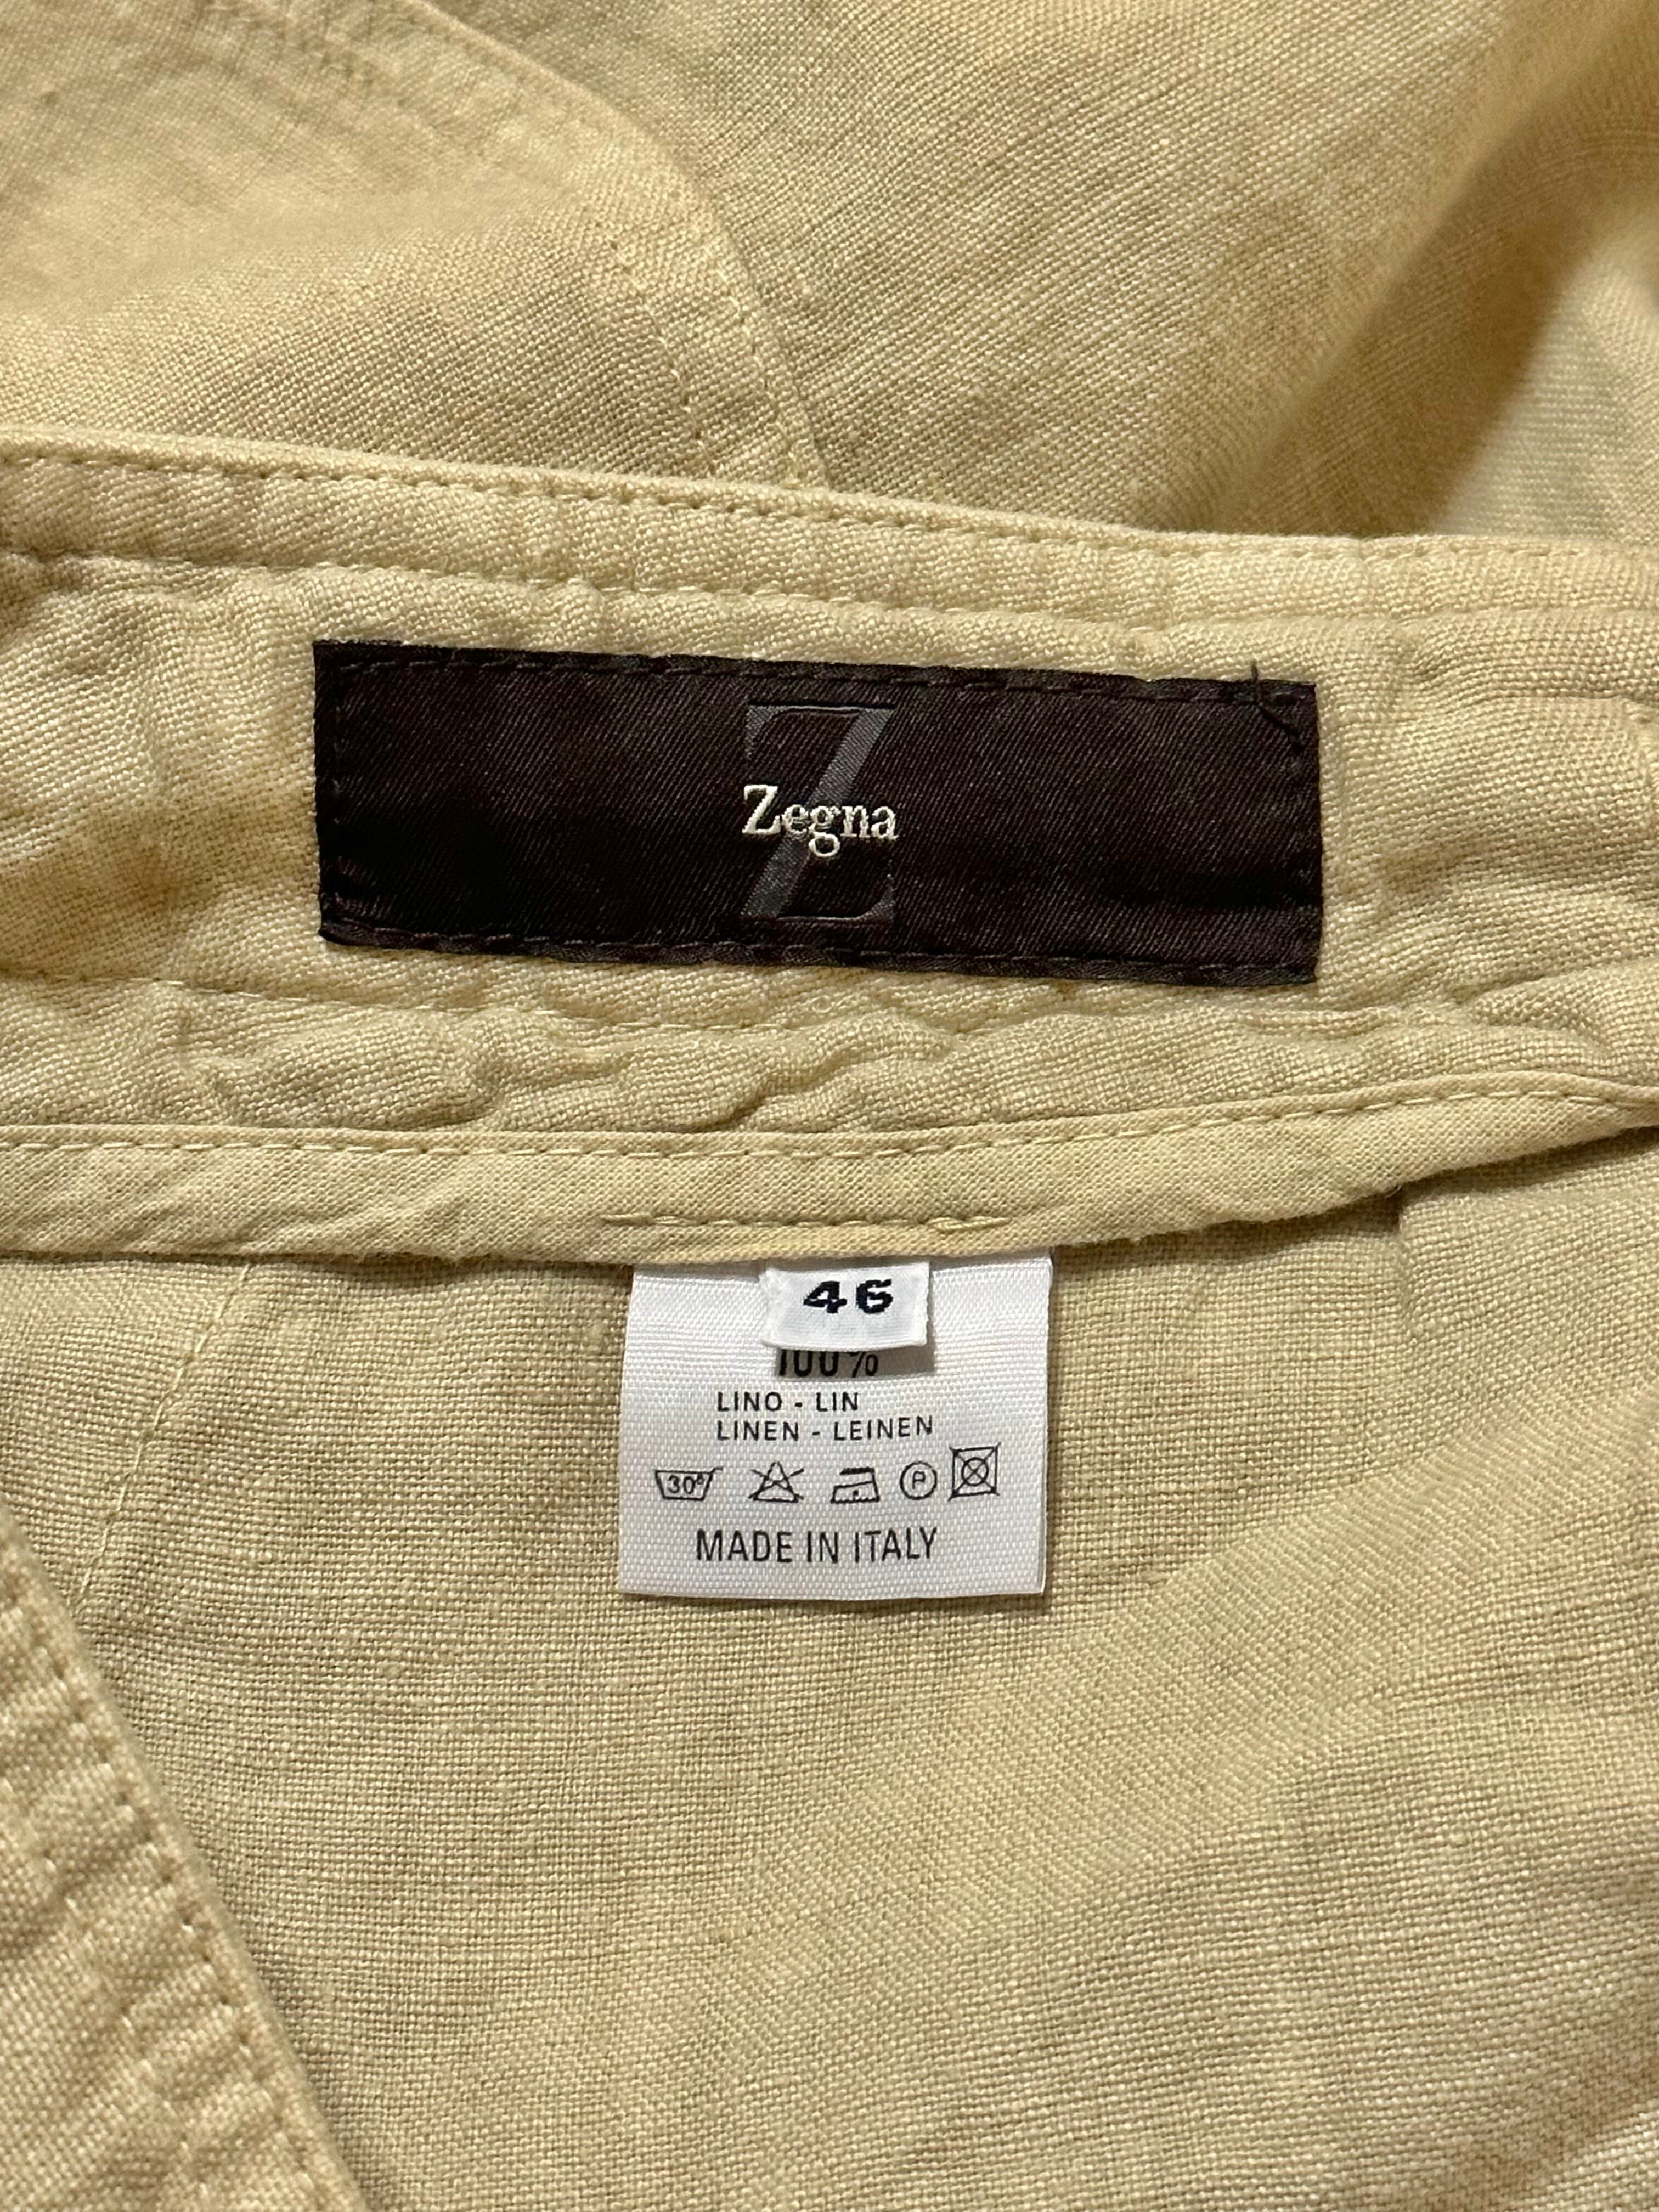 Z
Zegna
46
100%
LINO - LIN
LINEN - LEINEN
30°
P
MADE IN ITALY